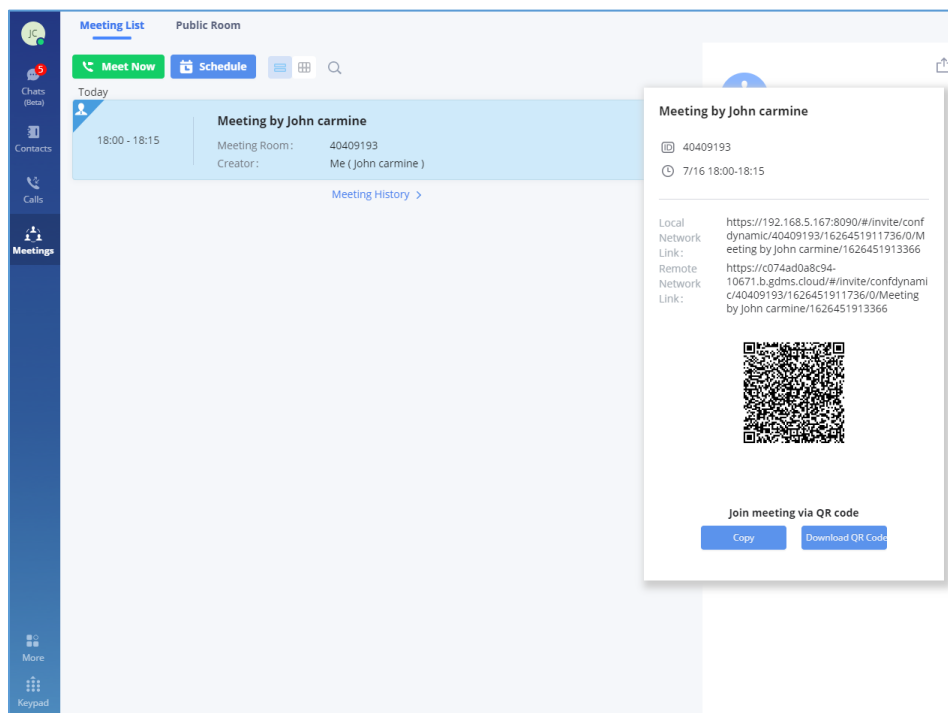 JC
5
Chats
(Beta)
Contacts
Calls
Meetings
More
Keypad
Meeting List
Public Room
Meet Now
Schedule
Today
18:00 - 18:15
Meeting by John carmine
Meeting Room :
40409193
Creator :
Me ( John carmine )
Meeting History >
Meeting by John carmine
ID
40409193
7/16 18:00-18:15
Local
Network
Link :
https://192.168.5.167:8090/#/invite/conf
dynamic/40409193/1626451911736/0/M
eeting by John carmine/1626451913366
Remote
Network
Link :
https://c074ad0a8c94-
10671.b.gdms.cloud/#/invite/confdynami
c/40409193/1626451911736/0/Meeting
by John carmine/1626451913366
Join meeting via QR code
Copy
Download QR Code